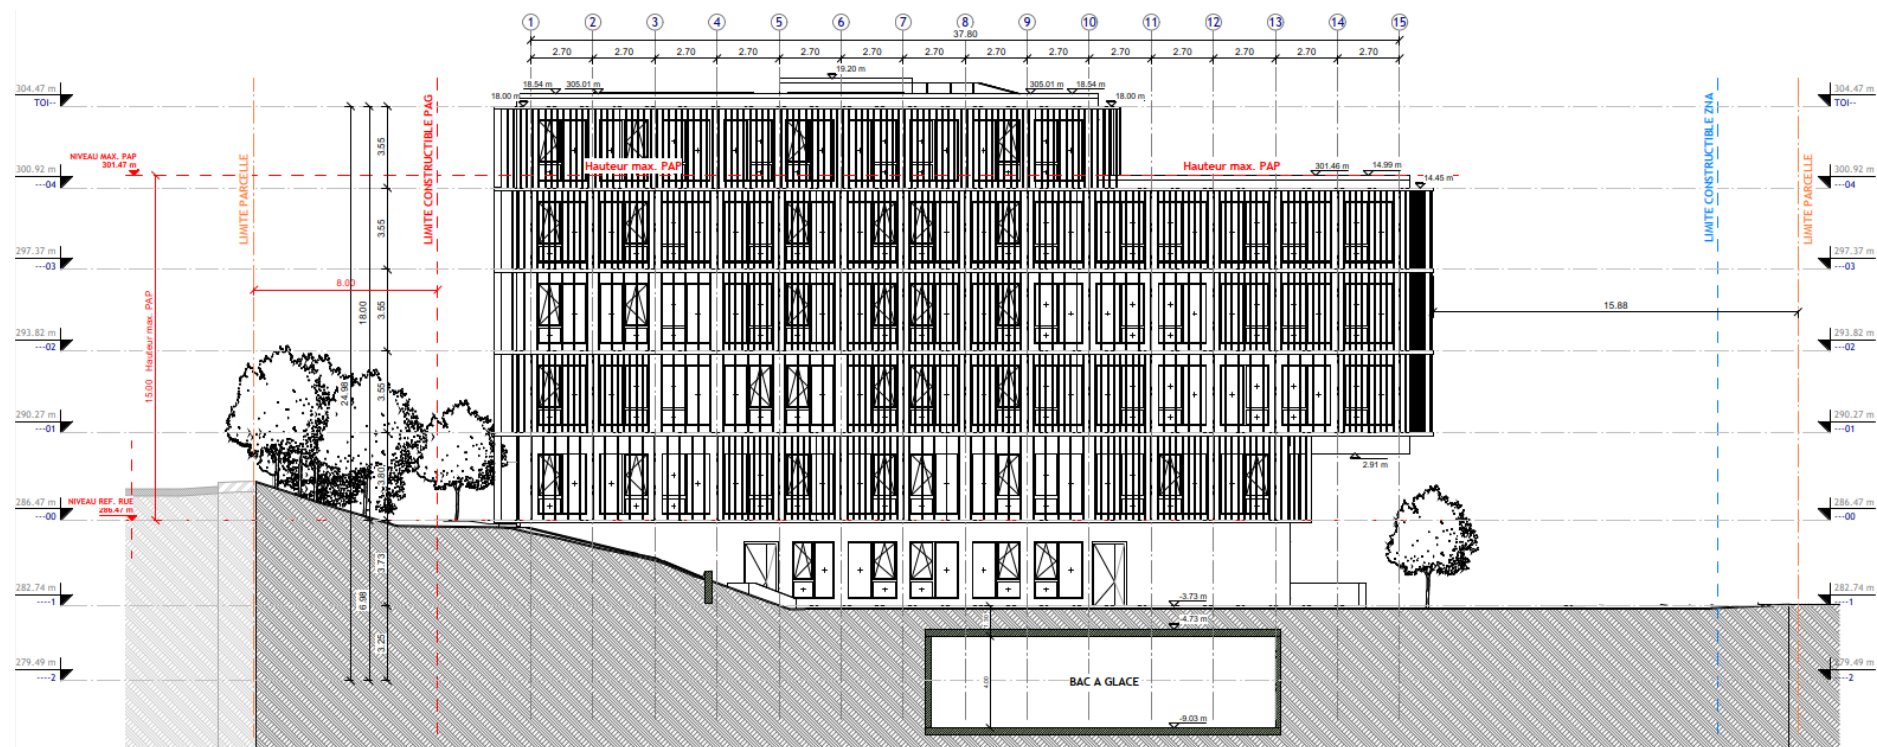 1 2 3 4 5 6 7 8 9 10 11 12 13 14 15
37.80
2.70 2.70 2.70 2.70 2.70 2.70 2.70 2.70 2.70 2.70 2.70 2.70 2.70 2.70
19.20 m
18.54 m 305.01 m 305.01 m 18.54 m
18.00 m 18.00 m
304.47 m
TOI--
304.47 m
TOI--
NIVEAU MAX. PAP
301.47 m
300.92 m
---04
300.92 m
---04
Hauteur max. PAP
Hauteur max. PAP
301.46 m 14.99 m
14.45 m
LIMITE PARCELLE
LIMITE CONSTRUCTIBLE PAG
LIMITE CONSTRUCTIBLE ZNA
LIMITE PARCELLE
3.55
3.55
3.55
3.55
3.80
3.73
3.25
18.00
24.98
6.98
8.00
15.00 Hauteur max. PAP
15.88
297.37 m
---03
297.37 m
---03
293.82 m
---02
293.82 m
---02
290.27 m
---01
290.27 m
---01
2.91 m
NIVEAU REF. RUE
286.47 m
286.47 m
---00
286.47 m
---00
282.74 m
----1
282.74 m
----1
-3.73 m
-4.73 m
279.49 m
----2
279.49 m
----2
4.00
BAC A GLACE
-9.03 m